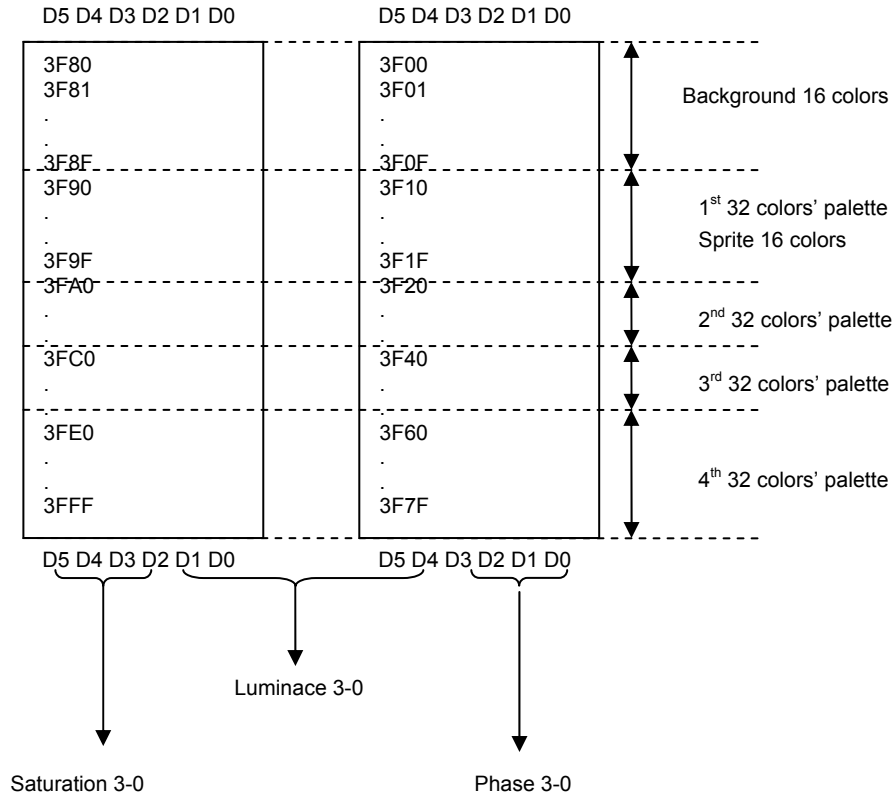 D5 D4 D3 D2 D1 D0 D5 D4 D3 D2 D1 D0
3F80 3F00
3F81 3F01
. .
. .
3F8F 3F0F
Background 16 colors
3F90 3F10
. .
. .
3F9F 3F1F
1st 32 colors’ palette
Sprite 16 colors
3FA0 3F20
. .
. .
2nd 32 colors’ palette
3FC0 3F40
. .
. .
3rd 32 colors’ palette
3FE0 3F60
. .
. .
3FFF 3F7F
4th 32 colors’ palette
D5 D4 D3 D2 D1 D0 D5 D4 D3 D2 D1 D0
Luminace 3-0
Saturation 3-0 Phase 3-0